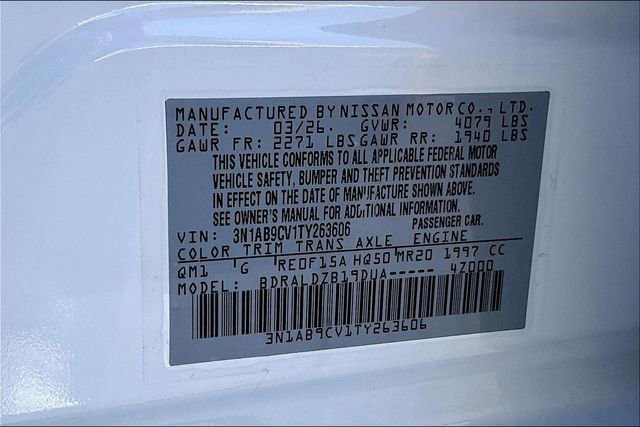 MANUFACTURED BY NISSAN MOTOR CO., LTD.
DATE: 03/26. GVWR: 4079 LBS
GAWR FR: 2271 LBS GAWR RR: 1940 LBS
THIS VEHICLE CONFORMS TO ALL APPLICABLE FEDERAL MOTOR
VEHICLE SAFETY, BUMPER AND THEFT PREVENTION STANDARDS
IN EFFECT ON THE DATE OF MANUFACTURE SHOWN ABOVE.
SEE OWNER'S MANUAL FOR ADDITIONAL INFORMATION.
VIN: 3N1AB9CV1TY263606 PASSENGER CAR.
COLOR TRIM TRANS AXLE ENGINE
QM1 G RE0F15A HQ50 MR20 1997 CC
MODEL: BDRALDZB19DUA----- 4Z000
3N1AB9CV1TY263606